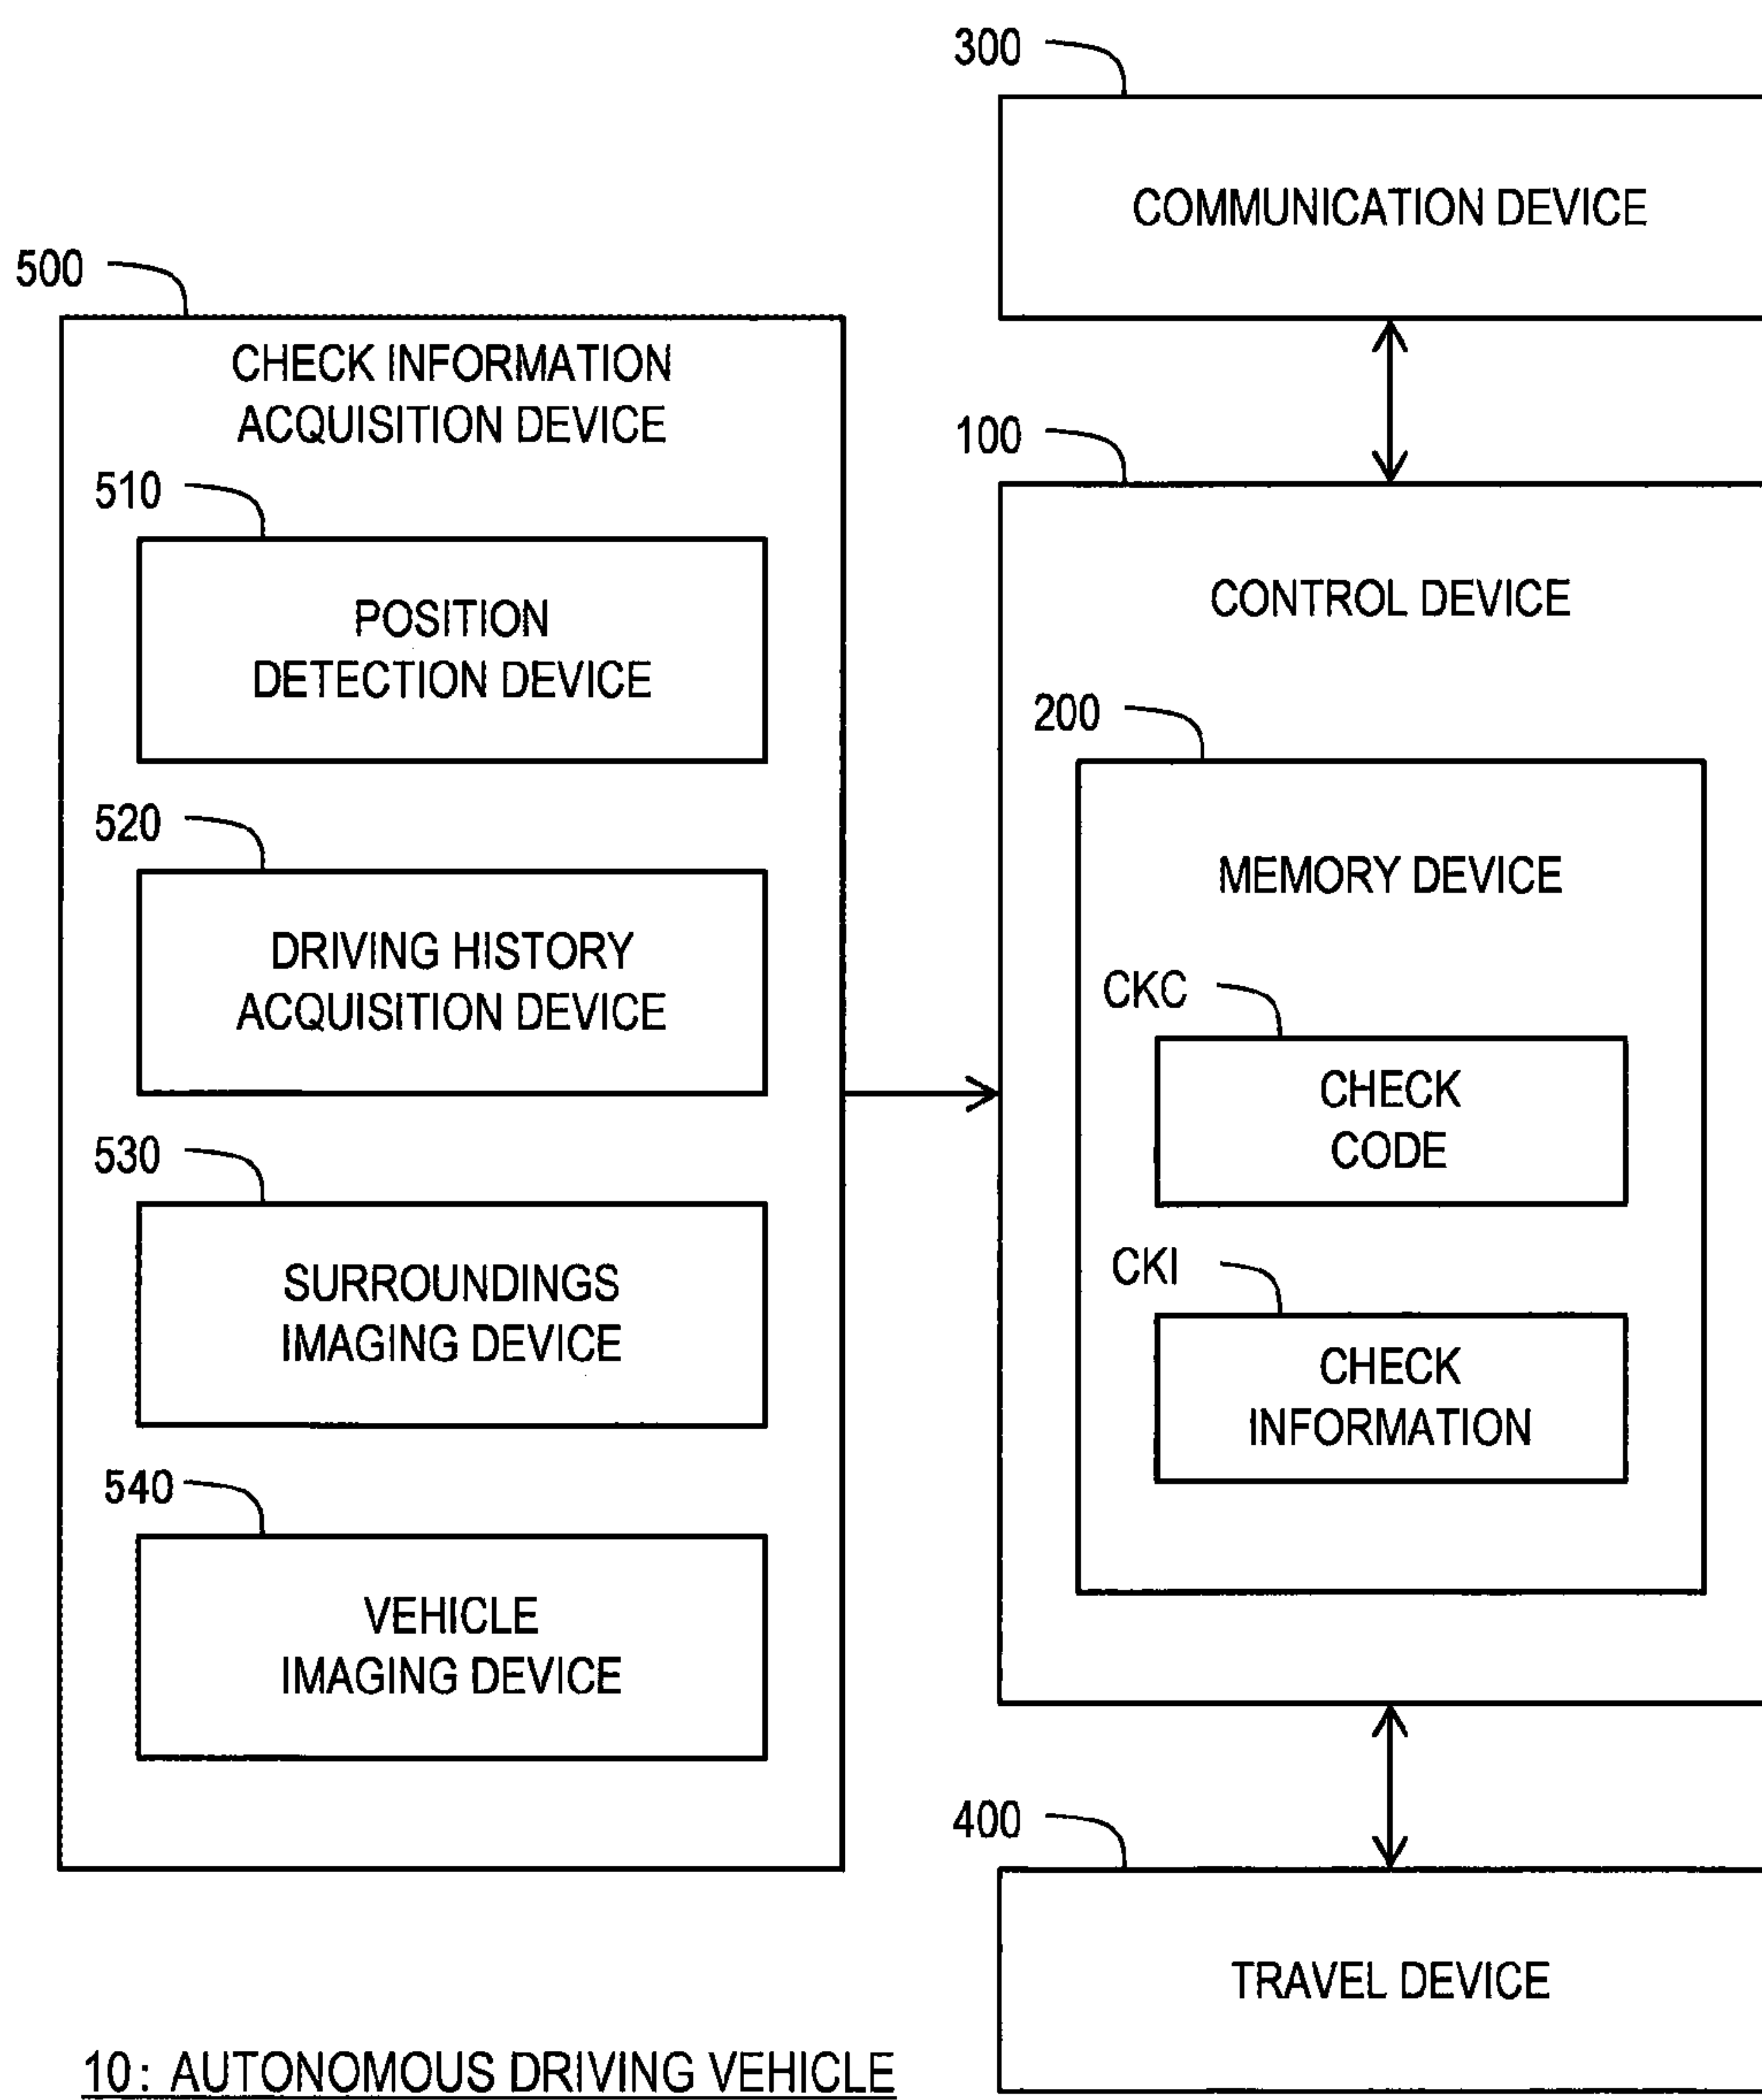 300
COMMUNICATION DEVICE
500
CHECK INFORMATION
ACQUISITION DEVICE
510
POSITION
DETECTION DEVICE
520
DRIVING HISTORY
ACQUISITION DEVICE
530
SURROUNDINGS
IMAGING DEVICE
540
VEHICLE
IMAGING DEVICE
100
CONTROL DEVICE
200
MEMORY DEVICE
CKC
CHECK
CODE
CKI
CHECK
INFORMATION
400
TRAVEL DEVICE
10: AUTONOMOUS DRIVING VEHICLE